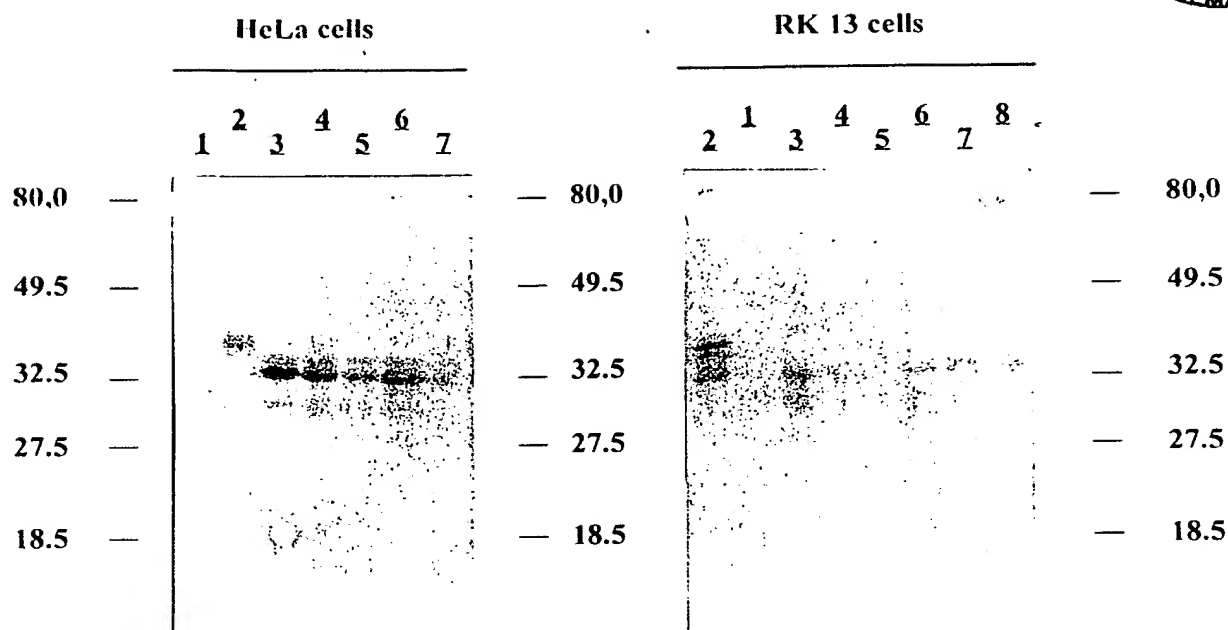 HeLa cells RK 13 cells
1 2 3 4 5 6 7 2 1 3 4 5 6 7 8
80,0 — — 80,0 — 80,0
49.5 — — 49.5 — 49.5
32.5 — — 32.5 — 32.5
27.5 — — 27.5 — 27.5
18.5 — — 18.5 — 18.5